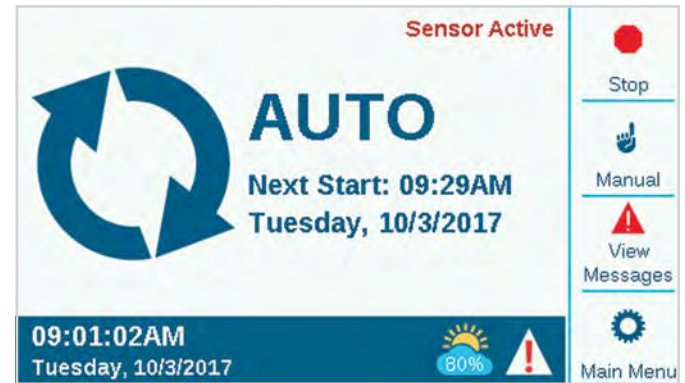 Sensor Active
AUTO
Next Start: 09:29AM
Tuesday, 10/3/2017
09:01:02AM
Tuesday, 10/3/2017
80%
Stop
Manual
View
Messages
Main Menu